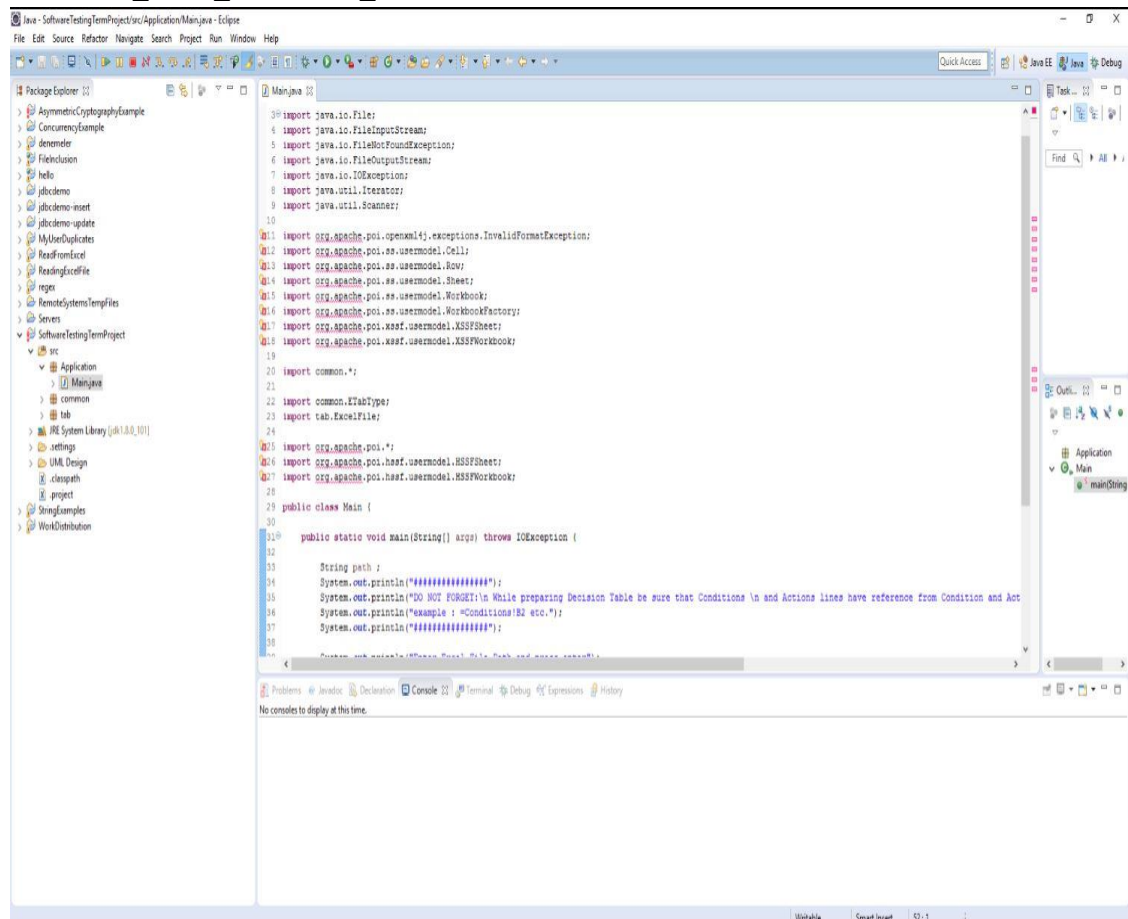 Java - SoftwareTestingTermProject/src/Application/Main.java - Eclipse
File Edit Source Refactor Navigate Search Project Run Window Help
Quick Access
Java EE Java Debug
Package Explorer
AsymmetricCryptographyExample
ConcurrencyExample
denemeler
FileInclusion
hello
jdbcdemo
jdbcdemo-insert
jdbcdemo-update
MyUserDuplicates
ReadFromExcel
ReadingExcelFile
regex
RemoteSystemsTempFiles
Servers
SoftwareTestingTermProject
src
Application
Main.java
common
tab
JRE System Library [jdk1.8.0_101]
.settings
UML Design
.classpath
.project
StringExamples
WorkDistribution
Main.java
3 import java.io.File;
4 import java.io.FileInputStream;
5 import java.io.FileNotFoundException;
6 import java.io.FileOutputStream;
7 import java.io.IOException;
8 import java.util.Iterator;
9 import java.util.Scanner;
10
11 import org.apache.poi.openxml4j.exceptions.InvalidFormatException;
12 import org.apache.poi.ss.usermodel.Cell;
13 import org.apache.poi.ss.usermodel.Row;
14 import org.apache.poi.ss.usermodel.Sheet;
15 import org.apache.poi.ss.usermodel.Workbook;
16 import org.apache.poi.ss.usermodel.WorkbookFactory;
17 import org.apache.poi.xssf.usermodel.XSSFSheet;
18 import org.apache.poi.xssf.usermodel.XSSFWorkbook;
19
20 import common.*;
21
22 import common.ETabType;
23 import tab.ExcelFile;
24
25 import org.apache.poi.*;
26 import org.apache.poi.hssf.usermodel.HSSFSheet;
27 import org.apache.poi.hssf.usermodel.HSSFWorkbook;
28
29 public class Main {
30
31 public static void main(String[] args) throws IOException {
32
33 String path ;
34 System.out.println("################");
35 System.out.println("DO NOT FORGET:\n While preparing Decision Table be sure that Conditions \n and Actions lines have reference from Condition and Act
36 System.out.println("example : =Conditions!B2 etc.");
37 System.out.println("################");
38
Task...
Find All
Outl...
Application
Main
main(String
Problems Javadoc Declaration Console Terminal Debug Expressions History
No consoles to display at this time.
Writable Smart Insert 52 : 1